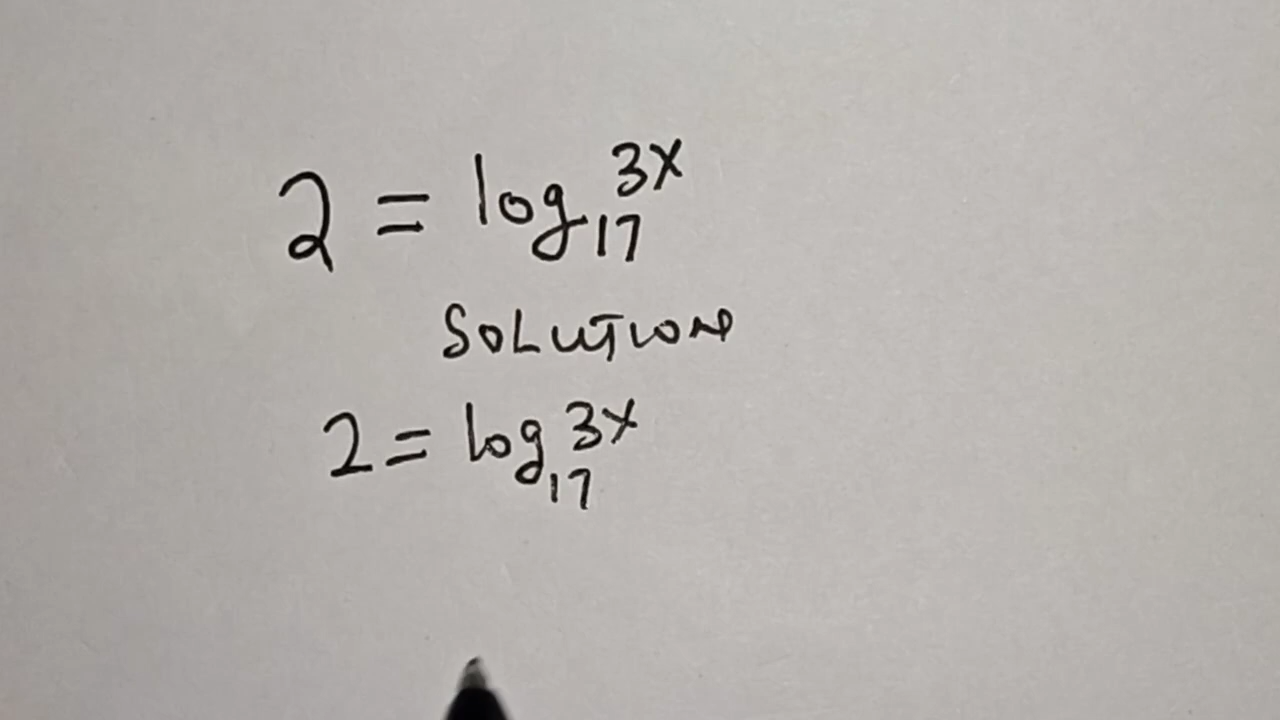 2 = log₁₇ 3x
SOLUTION
2 = log₁₇ 3x